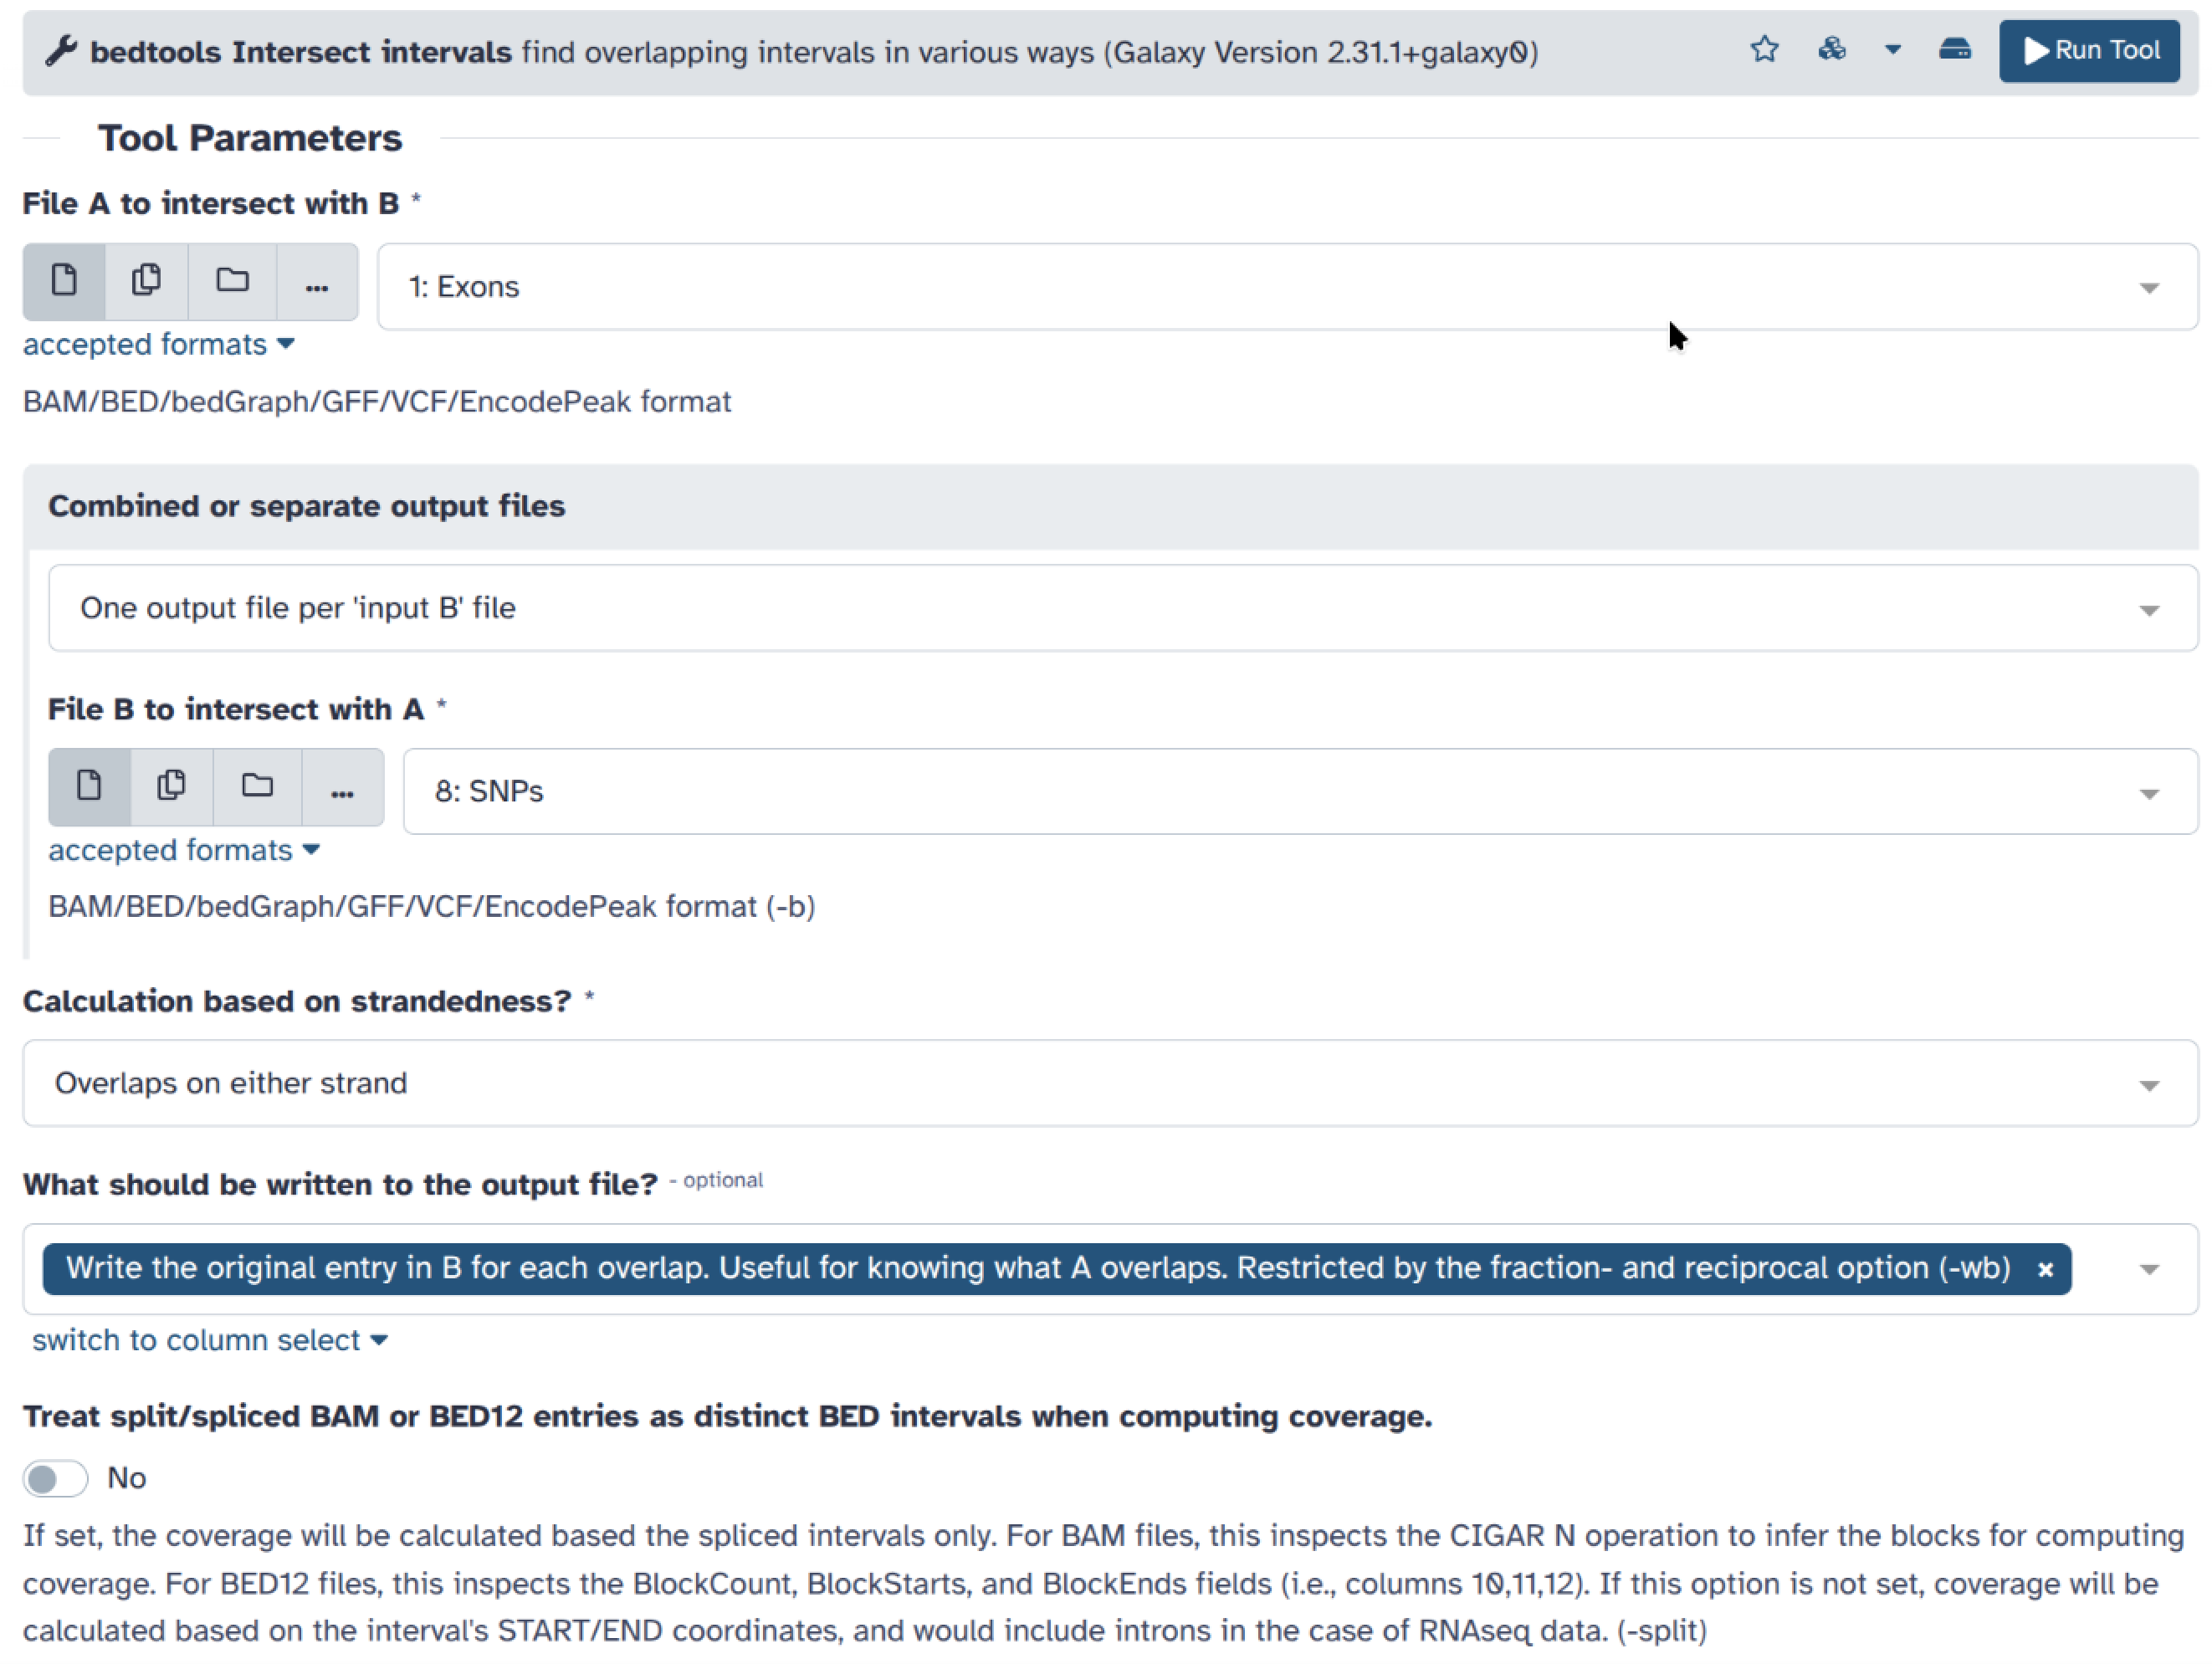 bedtools Intersect intervals find overlapping intervals in various ways (Galaxy Version 2.31.1+galaxy0)
Run Tool
Tool Parameters
File A to intersect with B *
...
1: Exons
accepted formats
BAM/BED/bedGraph/GFF/VCF/EncodePeak format
Combined or separate output files
One output file per 'input B' file
File B to intersect with A *
...
8: SNPs
accepted formats
BAM/BED/bedGraph/GFF/VCF/EncodePeak format (-b)
Calculation based on strandedness? *
Overlaps on either strand
What should be written to the output file? - optional
Write the original entry in B for each overlap. Useful for knowing what A overlaps. Restricted by the fraction- and reciprocal option (-wb) ×
switch to column select
Treat split/spliced BAM or BED12 entries as distinct BED intervals when computing coverage.
No
If set, the coverage will be calculated based the spliced intervals only. For BAM files, this inspects the CIGAR N operation to infer the blocks for computing
coverage. For BED12 files, this inspects the BlockCount, BlockStarts, and BlockEnds fields (i.e., columns 10,11,12). If this option is not set, coverage will be
calculated based on the interval's START/END coordinates, and would include introns in the case of RNAseq data. (-split)